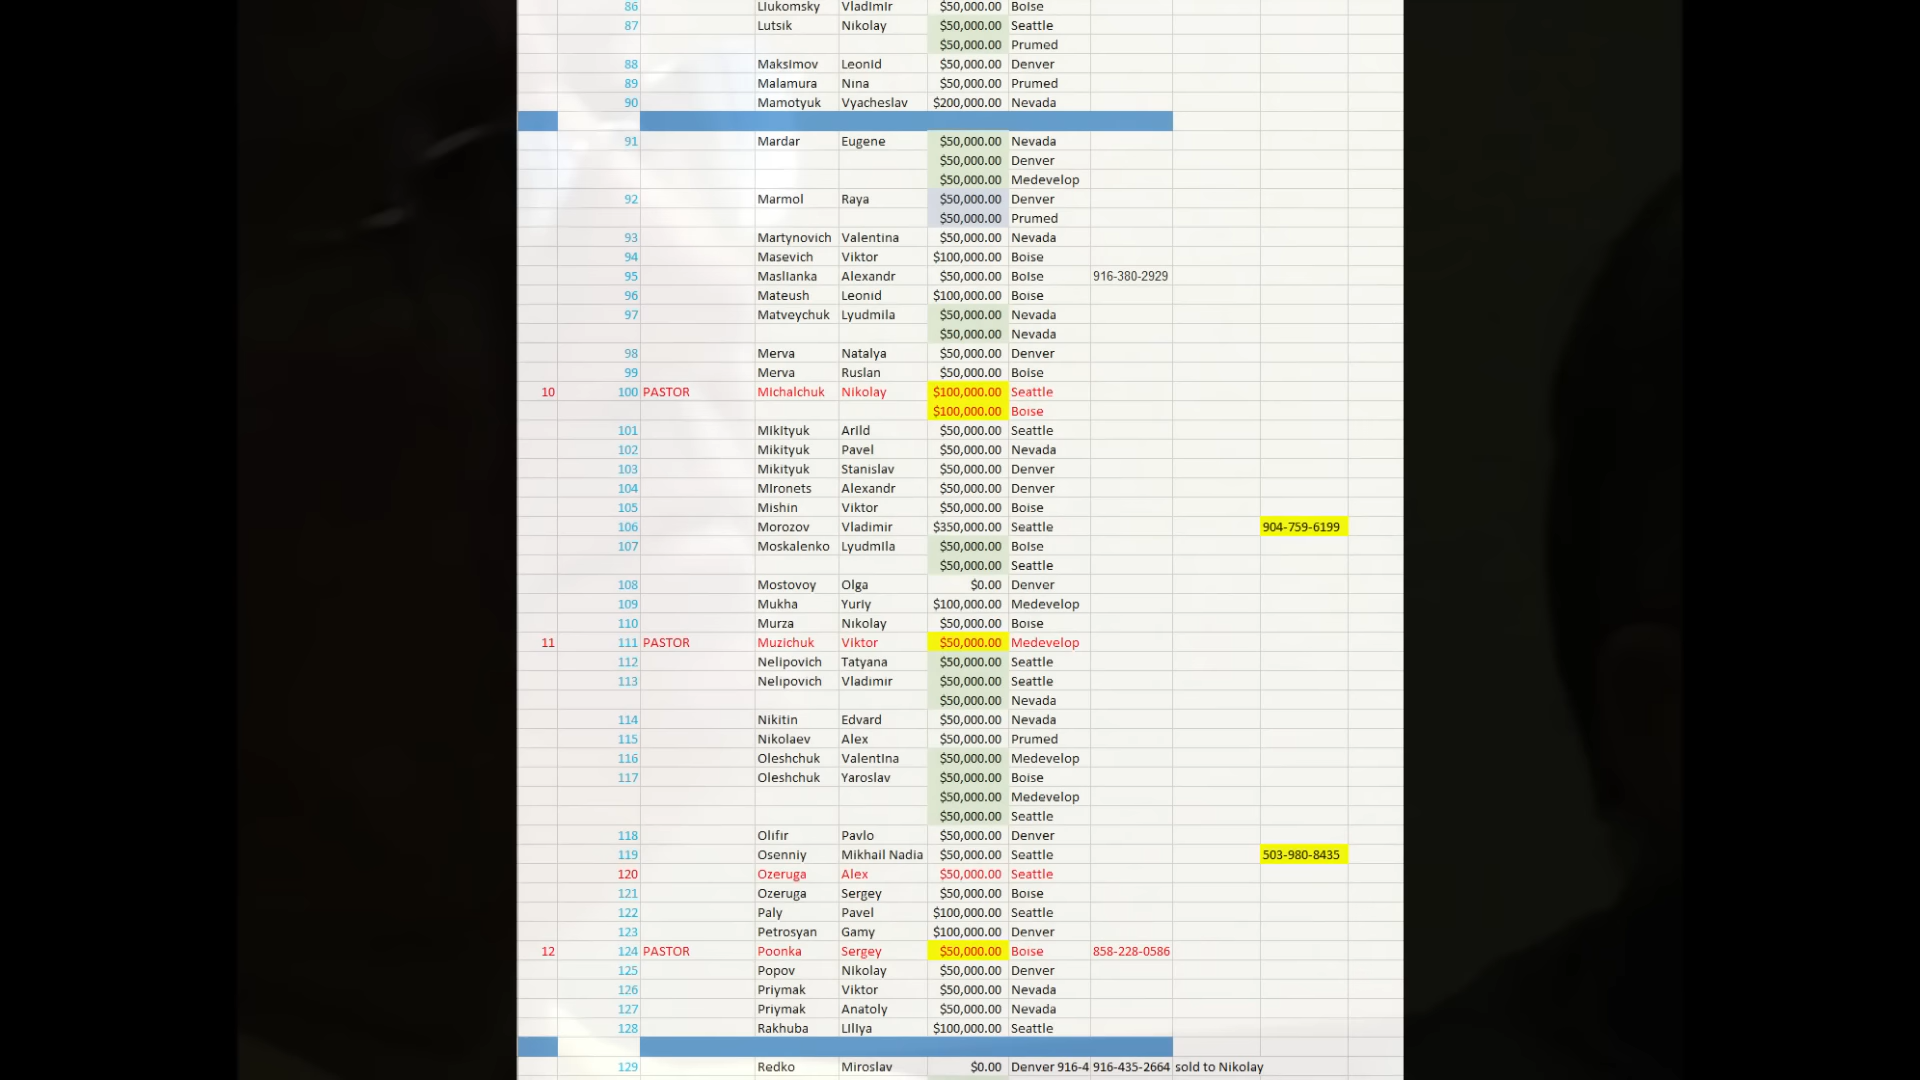 86 Liukomsky Vladimir $50,000.00 Boise
87 Lutsik Nikolay $50,000.00 Seattle
$50,000.00 Prumed
88 Maksimov Leonid $50,000.00 Denver
89 Malamura Nina $50,000.00 Prumed
90 Mamotyuk Vyacheslav $200,000.00 Nevada
91 Mardar Eugene $50,000.00 Nevada
$50,000.00 Denver
$50,000.00 Medevelop
92 Marmol Raya $50,000.00 Denver
$50,000.00 Prumed
93 Martynovich Valentina $50,000.00 Nevada
94 Masevich Viktor $100,000.00 Boise
95 Maslianka Alexandr $50,000.00 Boise 916-380-2929
96 Mateush Leonid $100,000.00 Boise
97 Matveychuk Lyudmila $50,000.00 Nevada
$50,000.00 Nevada
98 Merva Natalya $50,000.00 Denver
99 Merva Ruslan $50,000.00 Boise
10 100 PASTOR Michalchuk Nikolay $100,000.00 Seattle
$100,000.00 Boise
101 Mikityuk Arild $50,000.00 Seattle
102 Mikityuk Pavel $50,000.00 Nevada
103 Mikityuk Stanislav $50,000.00 Denver
104 Mironets Alexandr $50,000.00 Denver
105 Mishin Viktor $50,000.00 Boise
106 Morozov Vladimir $350,000.00 Seattle 904-759-6199
107 Moskalenko Lyudmila $50,000.00 Boise
$50,000.00 Seattle
108 Mostovoy Olga $0.00 Denver
109 Mukha Yuriy $100,000.00 Medevelop
110 Murza Nikolay $50,000.00 Boise
11 111 PASTOR Muzichuk Viktor $50,000.00 Medevelop
112 Nelipovich Tatyana $50,000.00 Seattle
113 Nelipovich Vladimir $50,000.00 Seattle
$50,000.00 Nevada
114 Nikitin Edvard $50,000.00 Nevada
115 Nikolaev Alex $50,000.00 Prumed
116 Oleshchuk Valentina $50,000.00 Medevelop
117 Oleshchuk Yaroslav $50,000.00 Boise
$50,000.00 Medevelop
$50,000.00 Seattle
118 Olifir Pavlo $50,000.00 Denver
119 Osenniy Mikhail Nadia $50,000.00 Seattle 503-980-8435
120 Ozeruga Alex $50,000.00 Seattle
121 Ozeruga Sergey $50,000.00 Boise
122 Paly Pavel $100,000.00 Seattle
123 Petrosyan Gamy $100,000.00 Denver
12 124 PASTOR Poonka Sergey $50,000.00 Boise 858-228-0586
125 Popov Nikolay $50,000.00 Denver
126 Priymak Viktor $50,000.00 Nevada
127 Priymak Anatoly $50,000.00 Nevada
128 Rakhuba Liliya $100,000.00 Seattle
129 Redko Miroslav $0.00 Denver 916-4 916-435-2664 sold to Nikolay